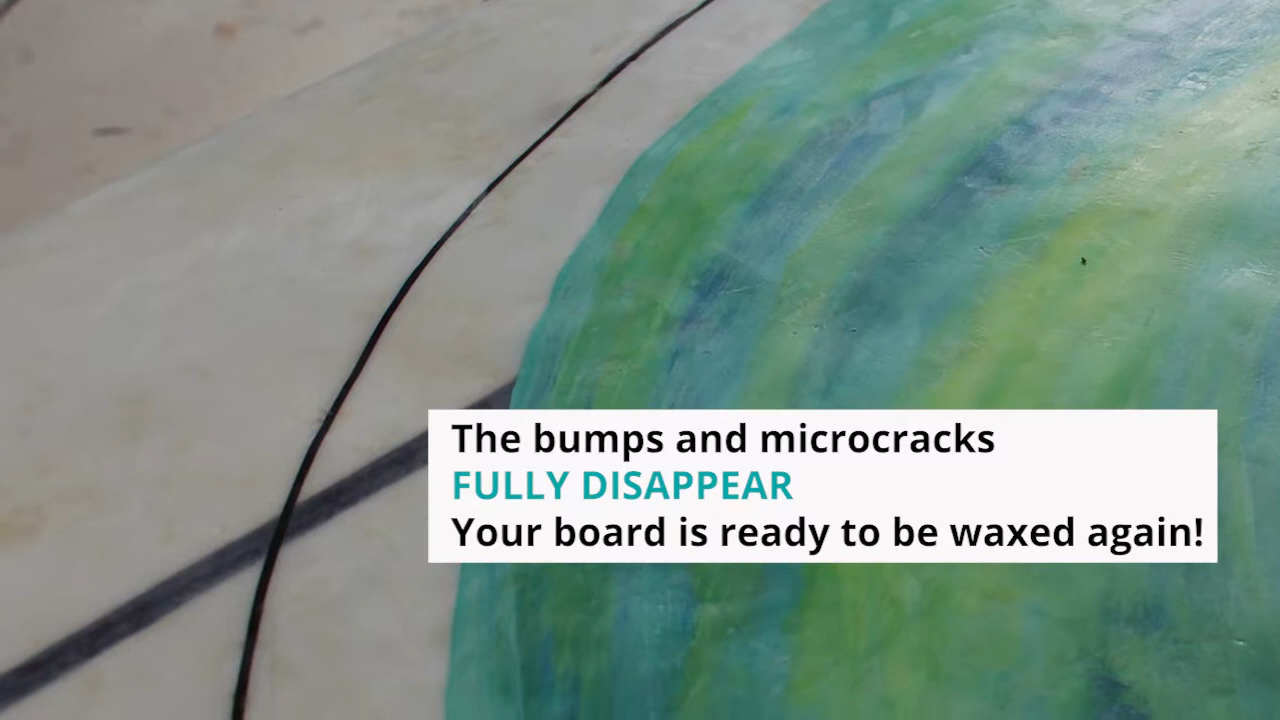 The bumps and microcracks
FULLY DISAPPEAR
Your board is ready to be waxed again!